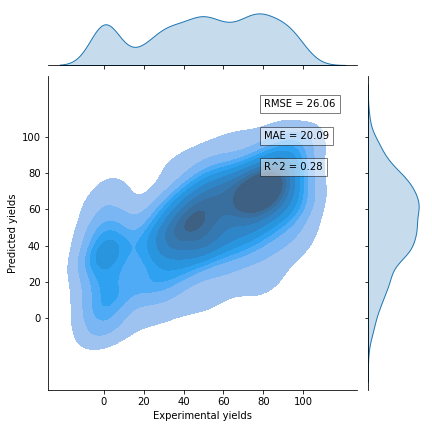 RMSE = 26.06
MAE = 20.09
R^2 = 0.28
100
80
60
40
20
0
Predicted yields
0 20 40 60 80 100
Experimental yields